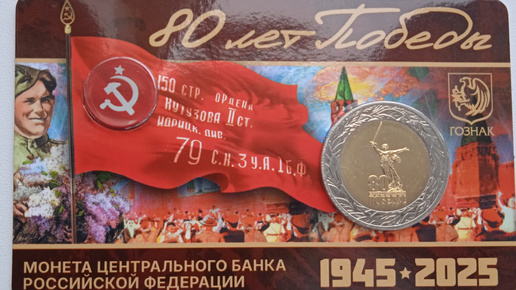 80 лет Победы
150 СТР. ОРДЕНА
КУТУЗОВА II СТ.
ИДРИЦК. ДИВ.
79 С.К. 3 У.А. 1 Б.Ф.
ГОЗНАК
МОНЕТА ЦЕНТРАЛЬНОГО БАНКА
РОССИЙСКОЙ ФЕДЕРАЦИИ
1945★2025